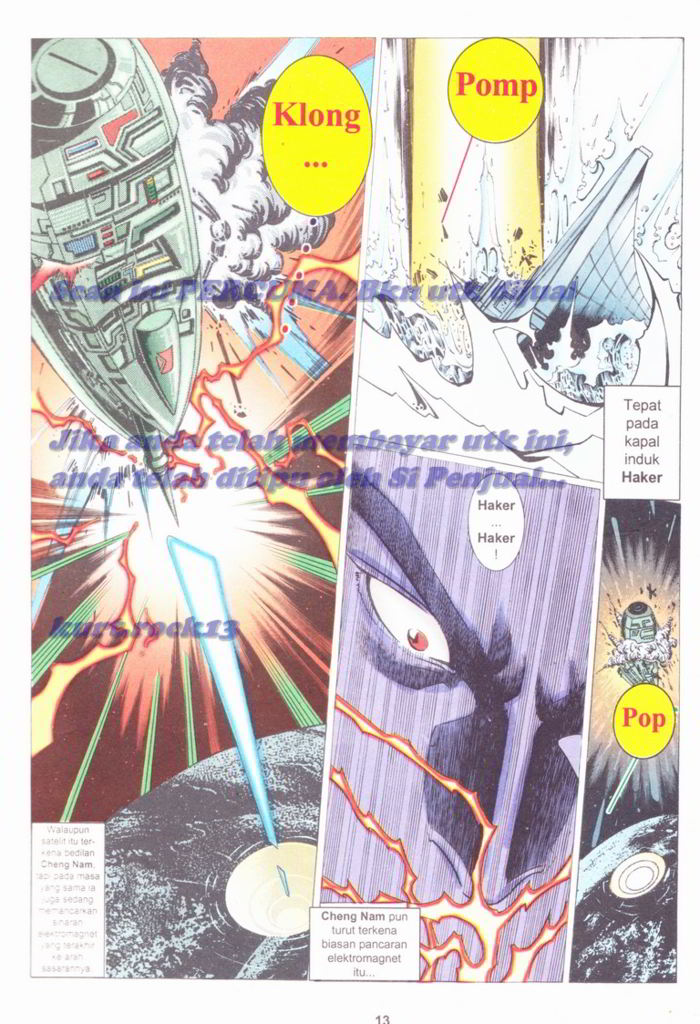 Klong
...
Pomp
Scan ini PERCUMA. Bkn utk dijual
Tepat
pada
kapal
induk
Haker
Jika anda telah membayar utk ini,
anda telah ditipu oleh Si Penjual...
Haker
...
Haker
!
kurs.rock13
Pop
Walaupun
satelit itu ter-
kena bedilan
Cheng Nam,
tapi pada masa
yang sama ia
juga sedang
memancarkan
sinaran
elektromagnet
yang terakhir
ke arah
sasarannya.
Cheng Nam pun
turut terkena
biasan pancaran
elektromagnet
itu...
13